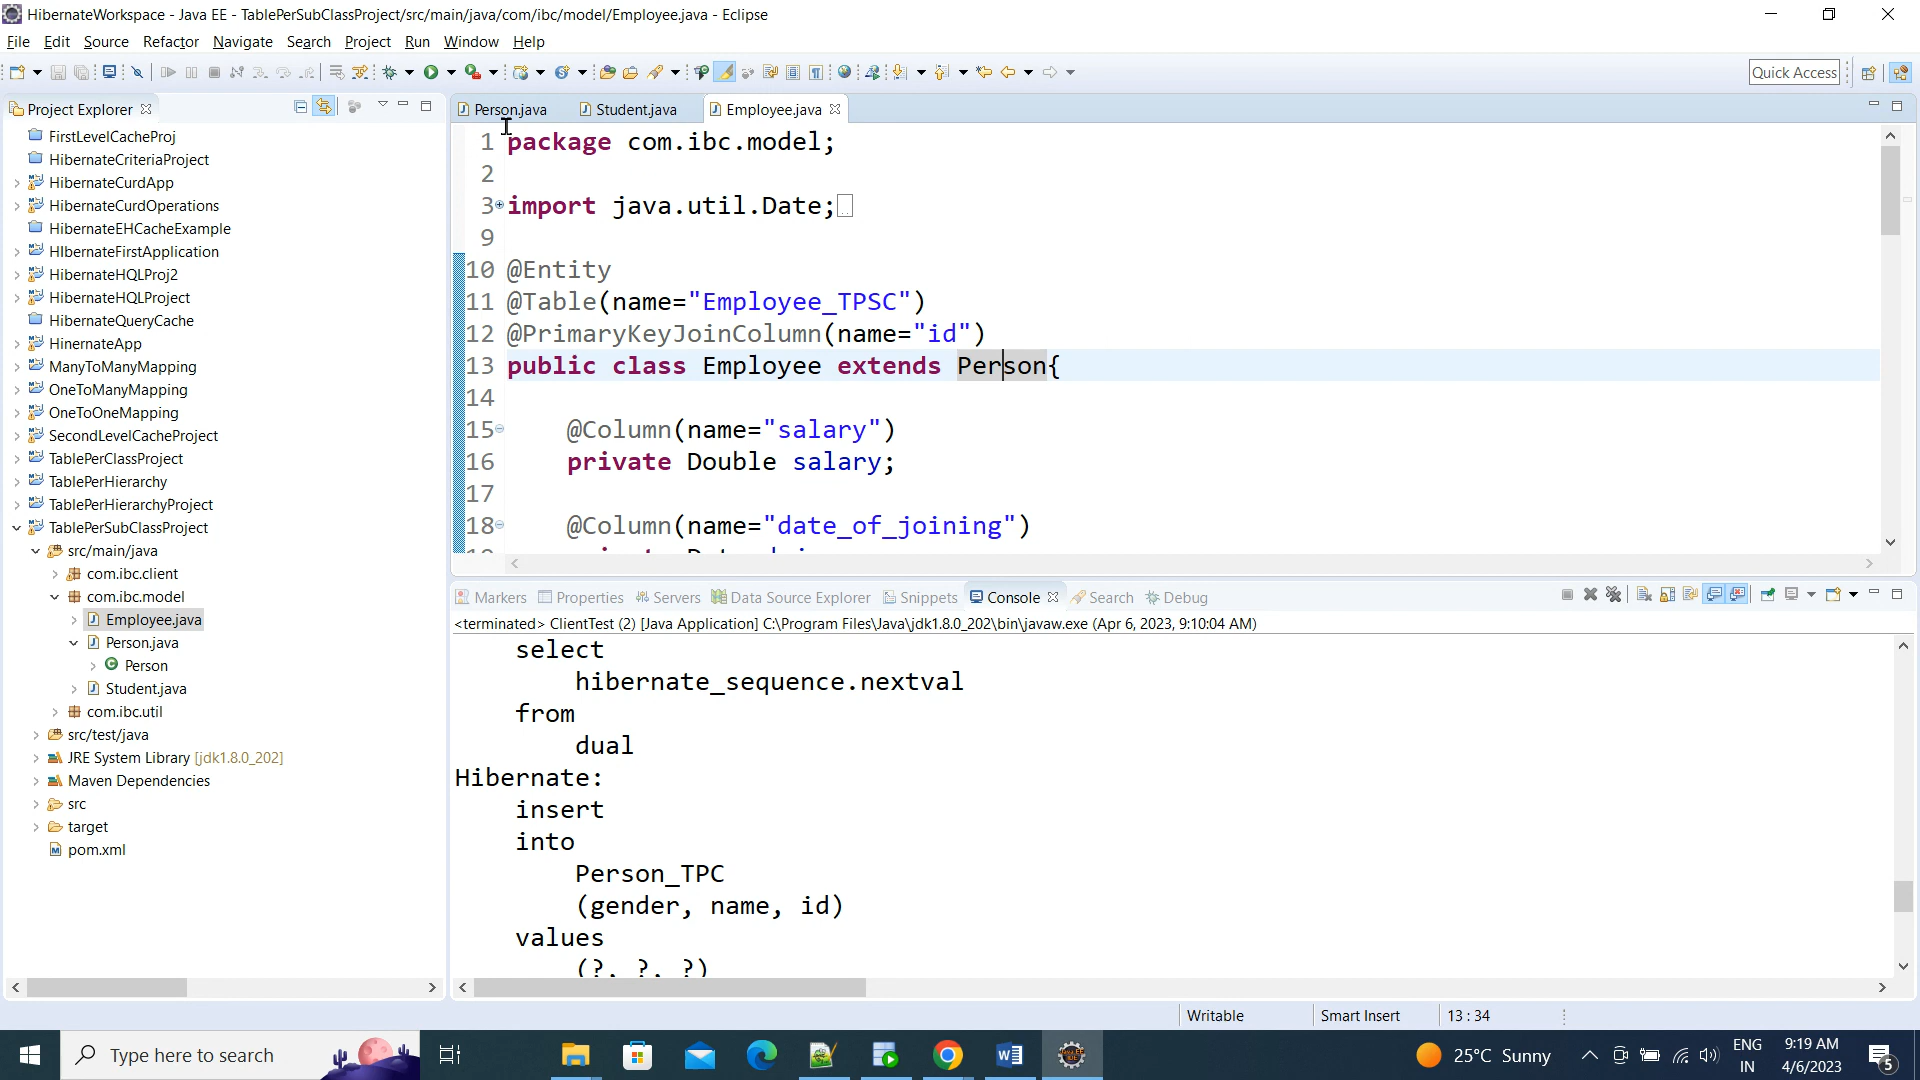 HibernateWorkspace - Java EE - TablePerSubClassProject/src/main/java/com/ibc/model/Employee.java - Eclipse
File Edit Source Refactor Navigate Search Project Run Window Help
Quick Access
Project Explorer
FirstLevelCacheProj
HibernateCriteriaProject
HibernateCurdApp
HibernateCurdOperations
HibernateEHCacheExample
HIbernateFirstApplication
HibernateHQLProj2
HibernateHQLProject
HibernateQueryCache
HinernateApp
ManyToManyMapping
OneToManyMapping
OneToOneMapping
SecondLevelCacheProject
TablePerClassProject
TablePerHierarchy
TablePerHierarchyProject
TablePerSubClassProject
src/main/java
com.ibc.client
com.ibc.model
Employee.java
Person.java
Person
Student.java
com.ibc.util
src/test/java
JRE System Library [jdk1.8.0_202]
Maven Dependencies
src
target
pom.xml
Person.java Student.java Employee.java
1 package com.ibc.model;
2
3 import java.util.Date;
9
10 @Entity
11 @Table(name="Employee_TPSC")
12 @PrimaryKeyJoinColumn(name="id")
13 public class Employee extends Person{
14
15 @Column(name="salary")
16 private Double salary;
17
18 @Column(name="date_of_joining")
Markers Properties Servers Data Source Explorer Snippets Console Search Debug
<terminated> ClientTest (2) [Java Application] C:\Program Files\Java\jdk1.8.0_202\bin\javaw.exe (Apr 6, 2023, 9:10:04 AM)
select
hibernate_sequence.nextval
from
dual
Hibernate:
insert
into
Person_TPC
(gender, name, id)
values
(?, ?, ?)
Writable Smart Insert 13 : 34
Type here to search
25°C Sunny
ENG
IN
9:19 AM
4/6/2023
5